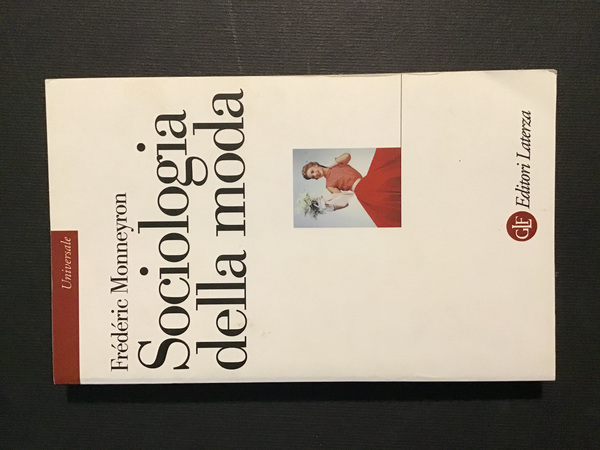 Universale
Frédéric Monneyron
Sociologia
della moda
GLF Editori Laterza